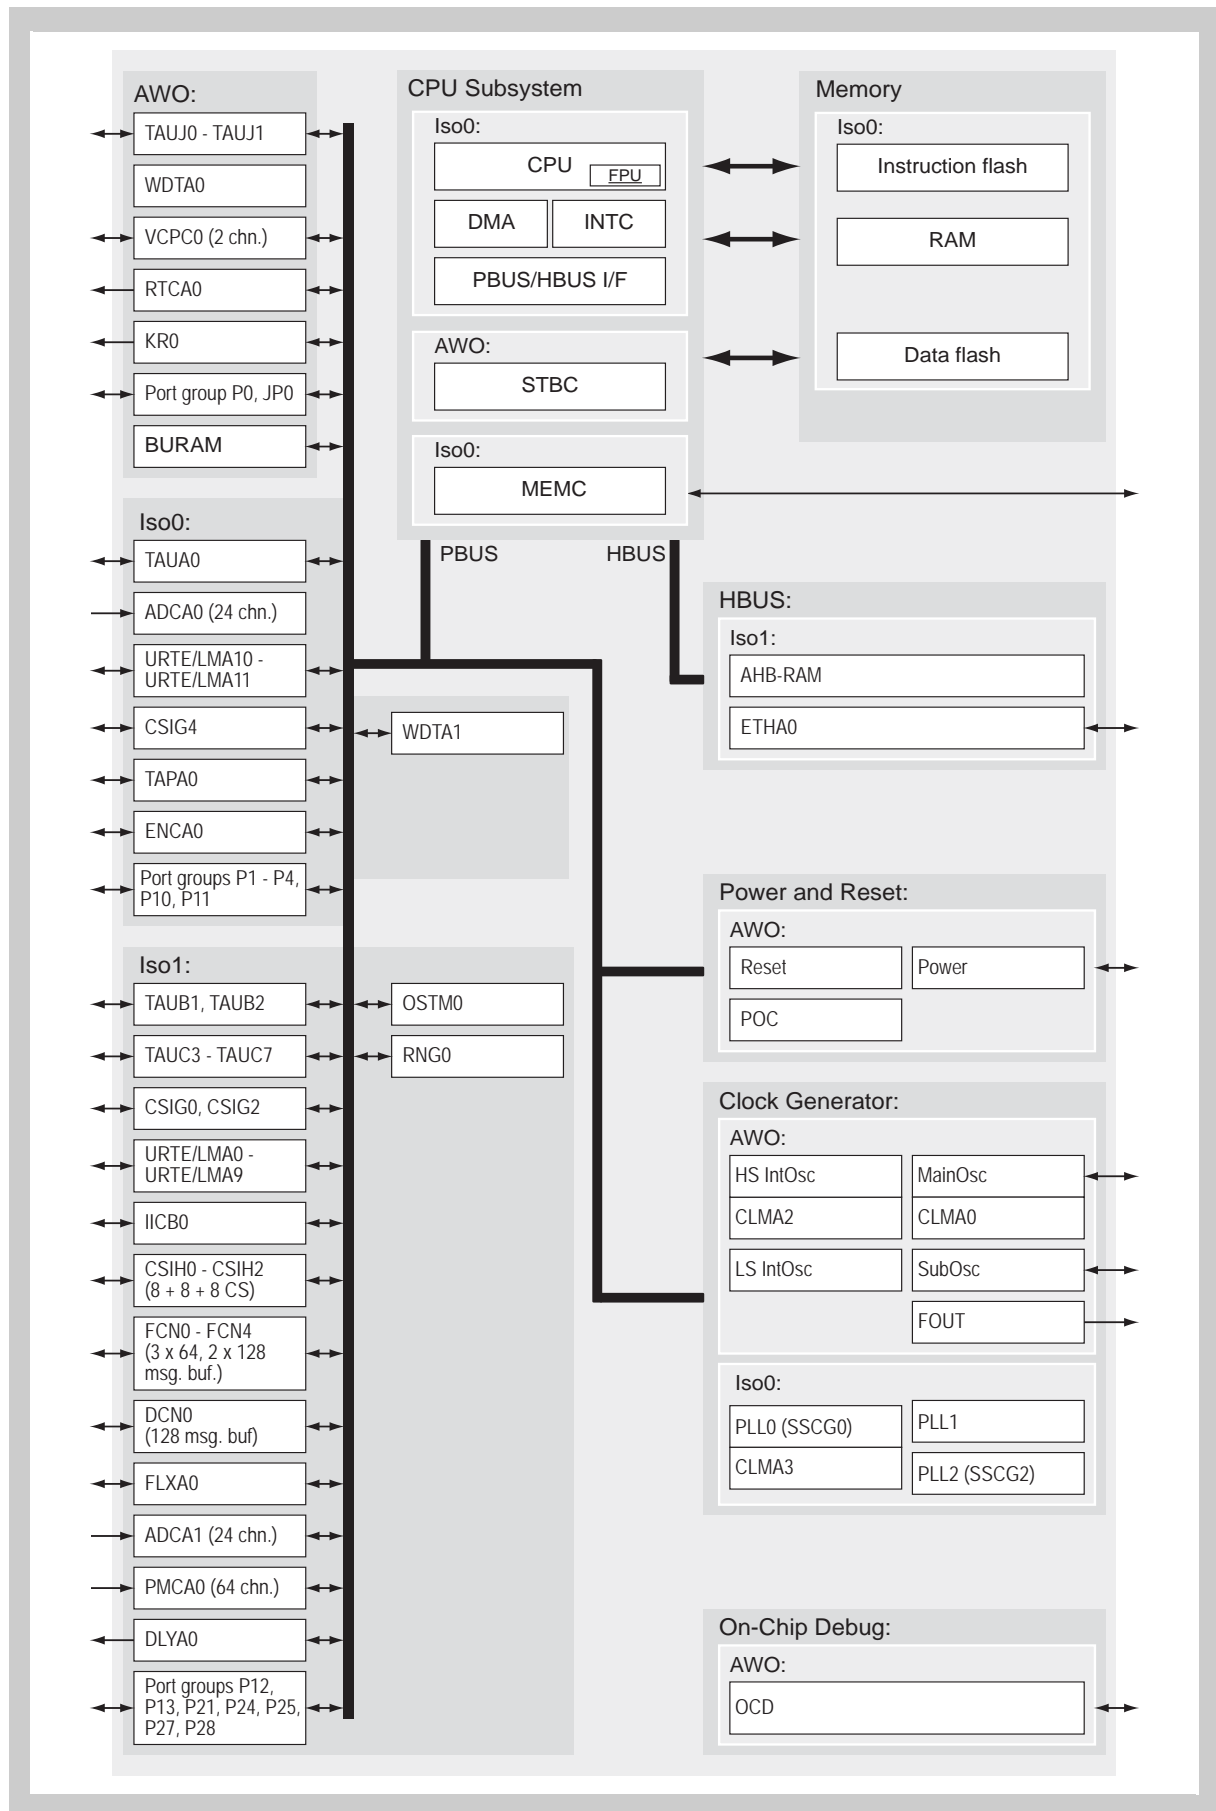 AWO:
TAUJ0 - TAUJ1
WDTA0
VCPC0 (2 chn.)
RTCA0
KR0
Port group P0, JP0
BURAM
Iso0:
TAUA0
ADCA0 (24 chn.)
URTE/LMA10 -
URTE/LMA11
CSIG4
TAPA0
ENCA0
Port groups P1 - P4,
P10, P11
WDTA1
Iso1:
TAUB1, TAUB2
TAUC3 - TAUC7
CSIG0, CSIG2
URTE/LMA0 -
URTE/LMA9
IICB0
CSIH0 - CSIH2
(8 + 8 + 8 CS)
FCN0 - FCN4
(3 x 64, 2 x 128
msg. buf.)
DCN0
(128 msg. buf)
FLXA0
ADCA1 (24 chn.)
PMCA0 (64 chn.)
DLYA0
Port groups P12,
P13, P21, P24, P25,
P27, P28
OSTM0
RNG0
CPU Subsystem
Iso0:
CPU
FPU
DMA
INTC
PBUS/HBUS I/F
AWO:
STBC
Iso0:
MEMC
PBUS
HBUS
Memory
Iso0:
Instruction flash
RAM
Data flash
HBUS:
Iso1:
AHB-RAM
ETHA0
Power and Reset:
AWO:
Reset
Power
POC
Clock Generator:
AWO:
HS IntOsc
MainOsc
CLMA2
CLMA0
LS IntOsc
SubOsc
FOUT
Iso0:
PLL0 (SSCG0)
PLL1
CLMA3
PLL2 (SSCG2)
On-Chip Debug:
AWO:
OCD